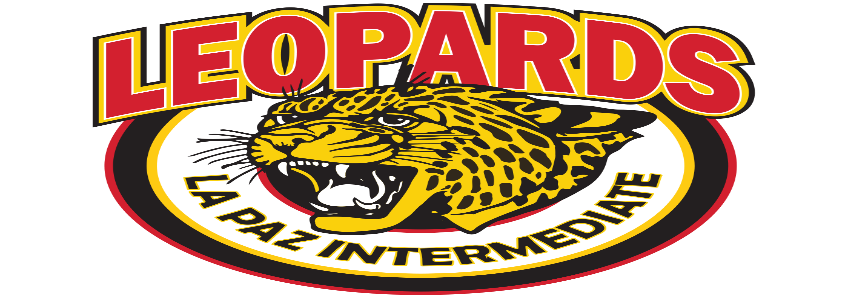 LEOPARDS
LA PAZ INTERMEDIATE